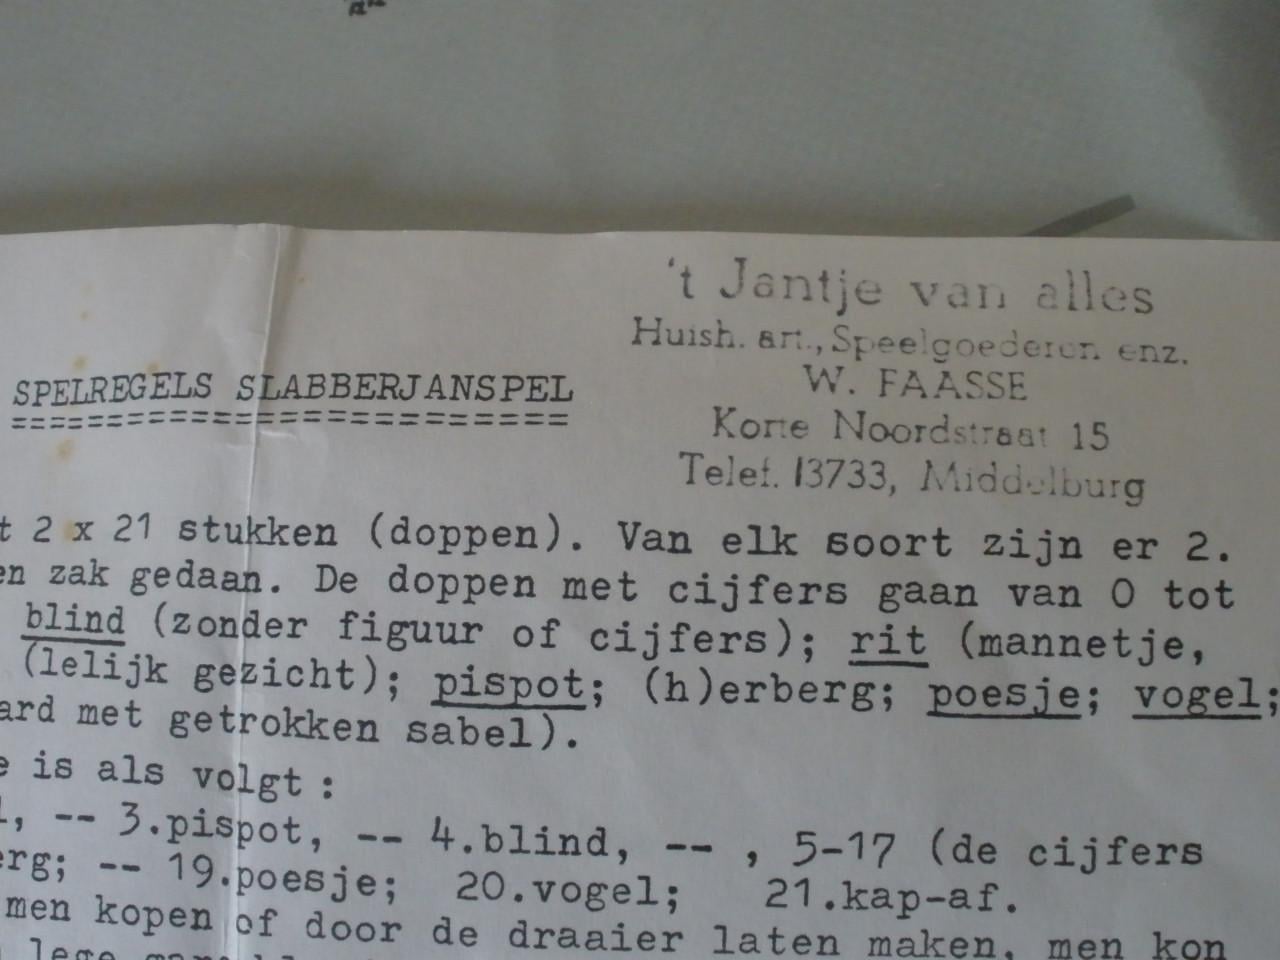 't Jantje van alles
Huish. art., Speelgoederen enz.
W. FAASSE
Korte Noordstraat 15
Telef. 13733, Middelburg
SPELREGELS SLABBERJANSPEL
==========================
t 2 x 21 stukken (doppen). Van elk soort zijn er 2.
en zak gedaan. De doppen met cijfers gaan van 0 tot
blind (zonder figuur of cijfers); rit (mannetje,
(lelijk gezicht); pispot; (h)erberg; poesje; vogel;
ard met getrokken sabel).
e is als volgt :
, -- 3.pispot, -- 4.blind, -- , 5-17 (de cijfers
erg; -- 19.poesje; 20.vogel; 21.kap-af.
men kopen of door de draaier laten maken, men kon
lege